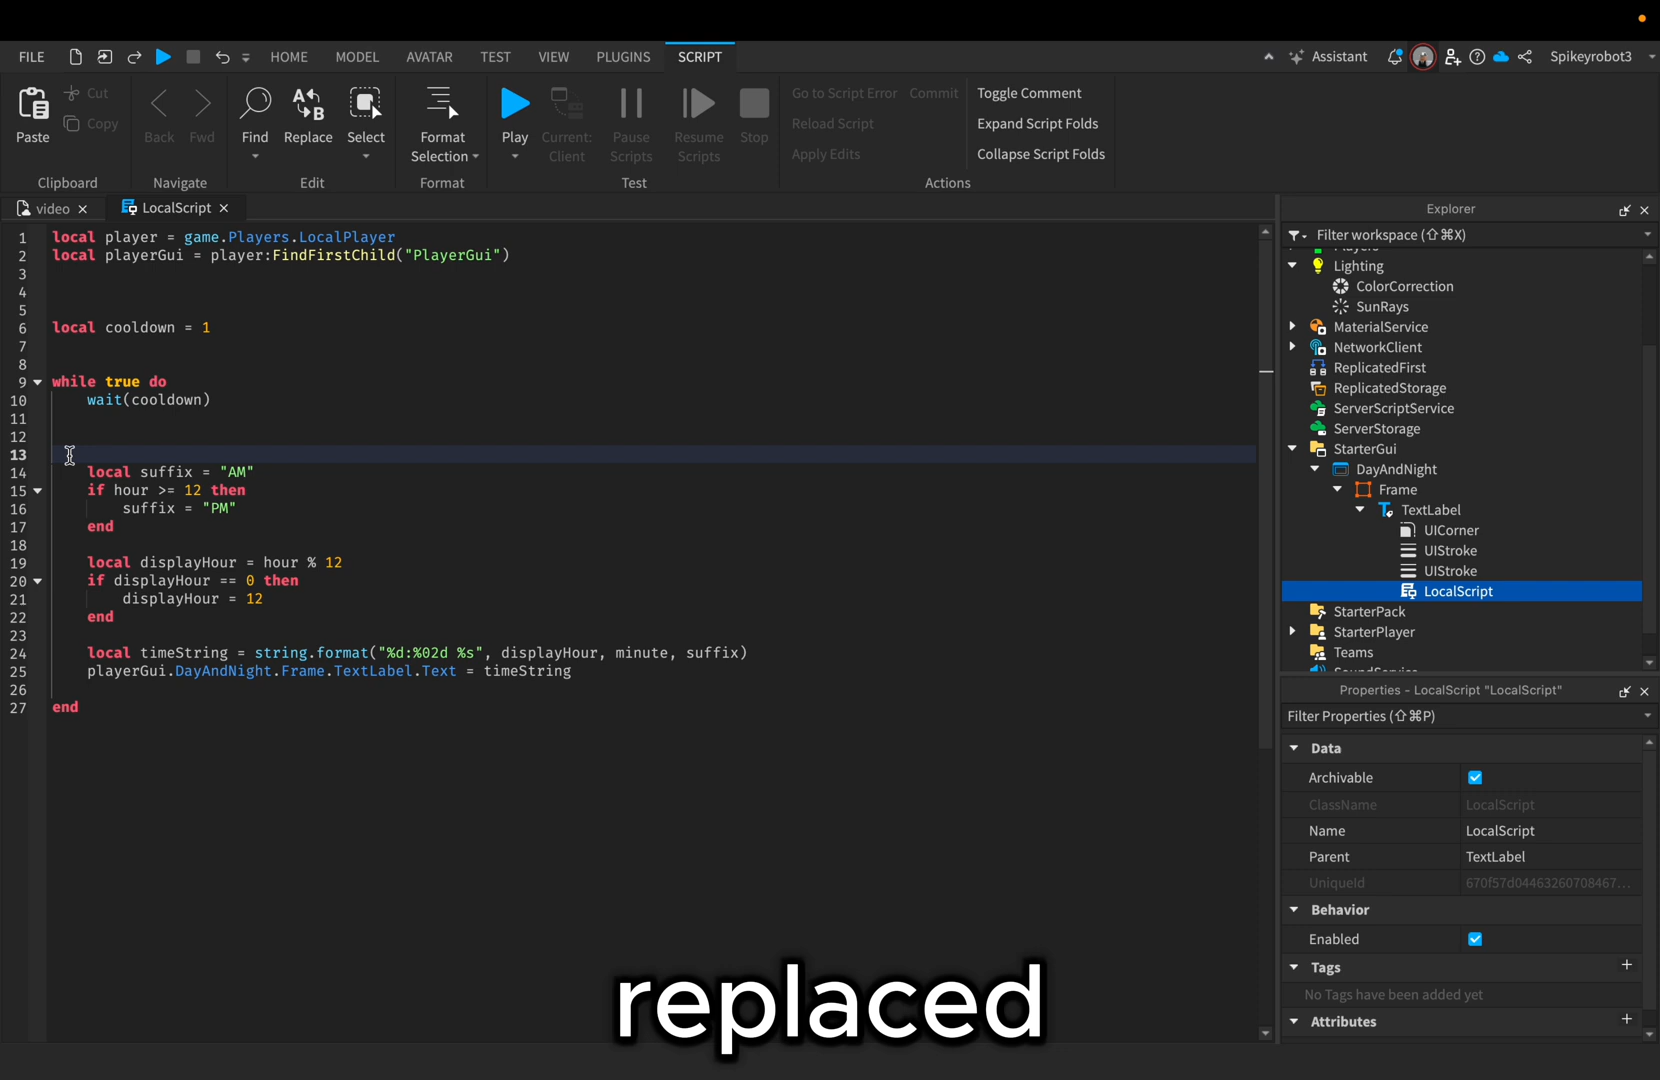 FILE HOME MODEL AVATAR TEST VIEW PLUGINS SCRIPT Assistant Spikeyrobot3
Paste Cut Copy
Clipboard
Back Fwd
Navigate
Find Replace Select
Edit
Format Selection
Format
Play Current: Client Pause Scripts Resume Scripts Stop
Test
Go to Script Error Commit Toggle Comment
Reload Script Expand Script Folds
Apply Edits Collapse Script Folds
Actions
video LocalScript
1 local player = game.Players.LocalPlayer
2 local playerGui = player:FindFirstChild("PlayerGui")
3
4
5
6 local cooldown = 1
7
8
9 while true do
10 wait(cooldown)
11
12
13
14 local suffix = "AM"
15 if hour >= 12 then
16 suffix = "PM"
17 end
18
19 local displayHour = hour % 12
20 if displayHour == 0 then
21 displayHour = 12
22 end
23
24 local timeString = string.format("%d:%02d %s", displayHour, minute, suffix)
25 playerGui.DayAndNight.Frame.TextLabel.Text = timeString
26
27 end
replaced
Explorer
Filter workspace (⇧⌘X)
Players
Lighting
ColorCorrection
SunRays
MaterialService
NetworkClient
ReplicatedFirst
ReplicatedStorage
ServerScriptService
ServerStorage
StarterGui
DayAndNight
Frame
TextLabel
UICorner
UIStroke
UIStroke
LocalScript
StarterPack
StarterPlayer
Teams
SoundService
Properties - LocalScript "LocalScript"
Filter Properties (⇧⌘P)
Data
Archivable
ClassName LocalScript
Name LocalScript
Parent TextLabel
UniqueId 670f57d04463260708467...
Behavior
Enabled
Tags
No Tags have been added yet
Attributes